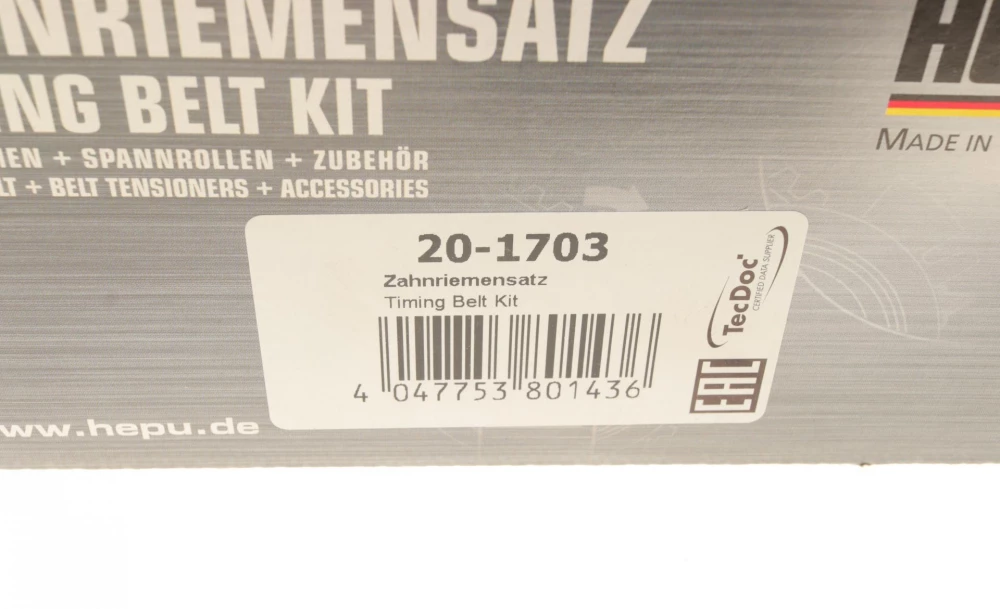 NRIEMENSATZ
NG BELT KIT
IEN + SPANNROLLEN + ZUBEHÖR
LT + BELT TENSIONERS + ACCESSORIES
MADE IN
20-1703
Zahnriemensatz
Timing Belt Kit
4 047753 801436
TecDoc
CERTIFIED DATA SUPPLIER
EAC
www.hepu.de